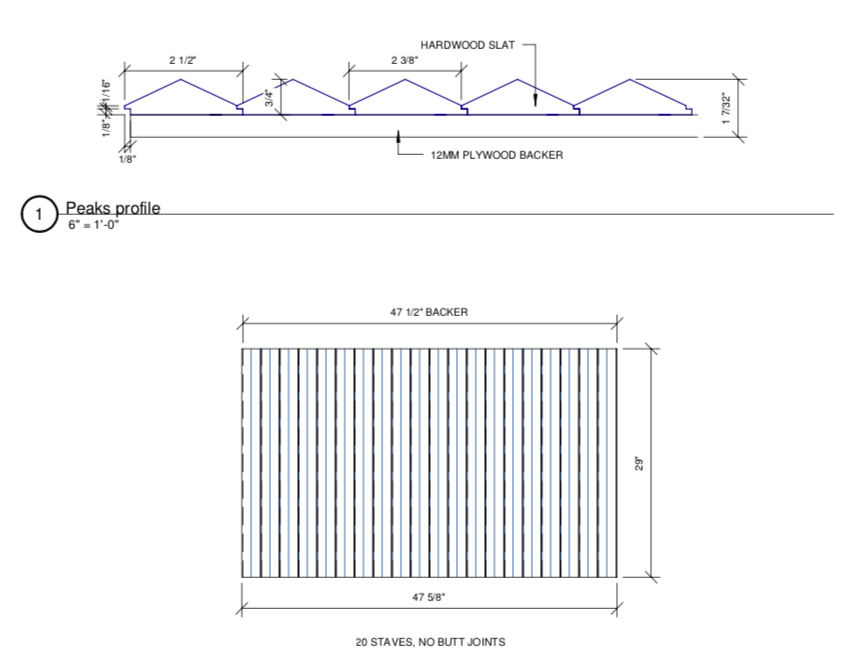 HARDWOOD SLAT
2 1/2"
2 3/8"
1/16"
3/4"
1 7/32"
1/8"
1/8"
12MM PLYWOOD BACKER
1 Peaks profile
6" = 1'-0"
47 1/2" BACKER
29"
47 5/8"
20 STAVES, NO BUTT JOINTS